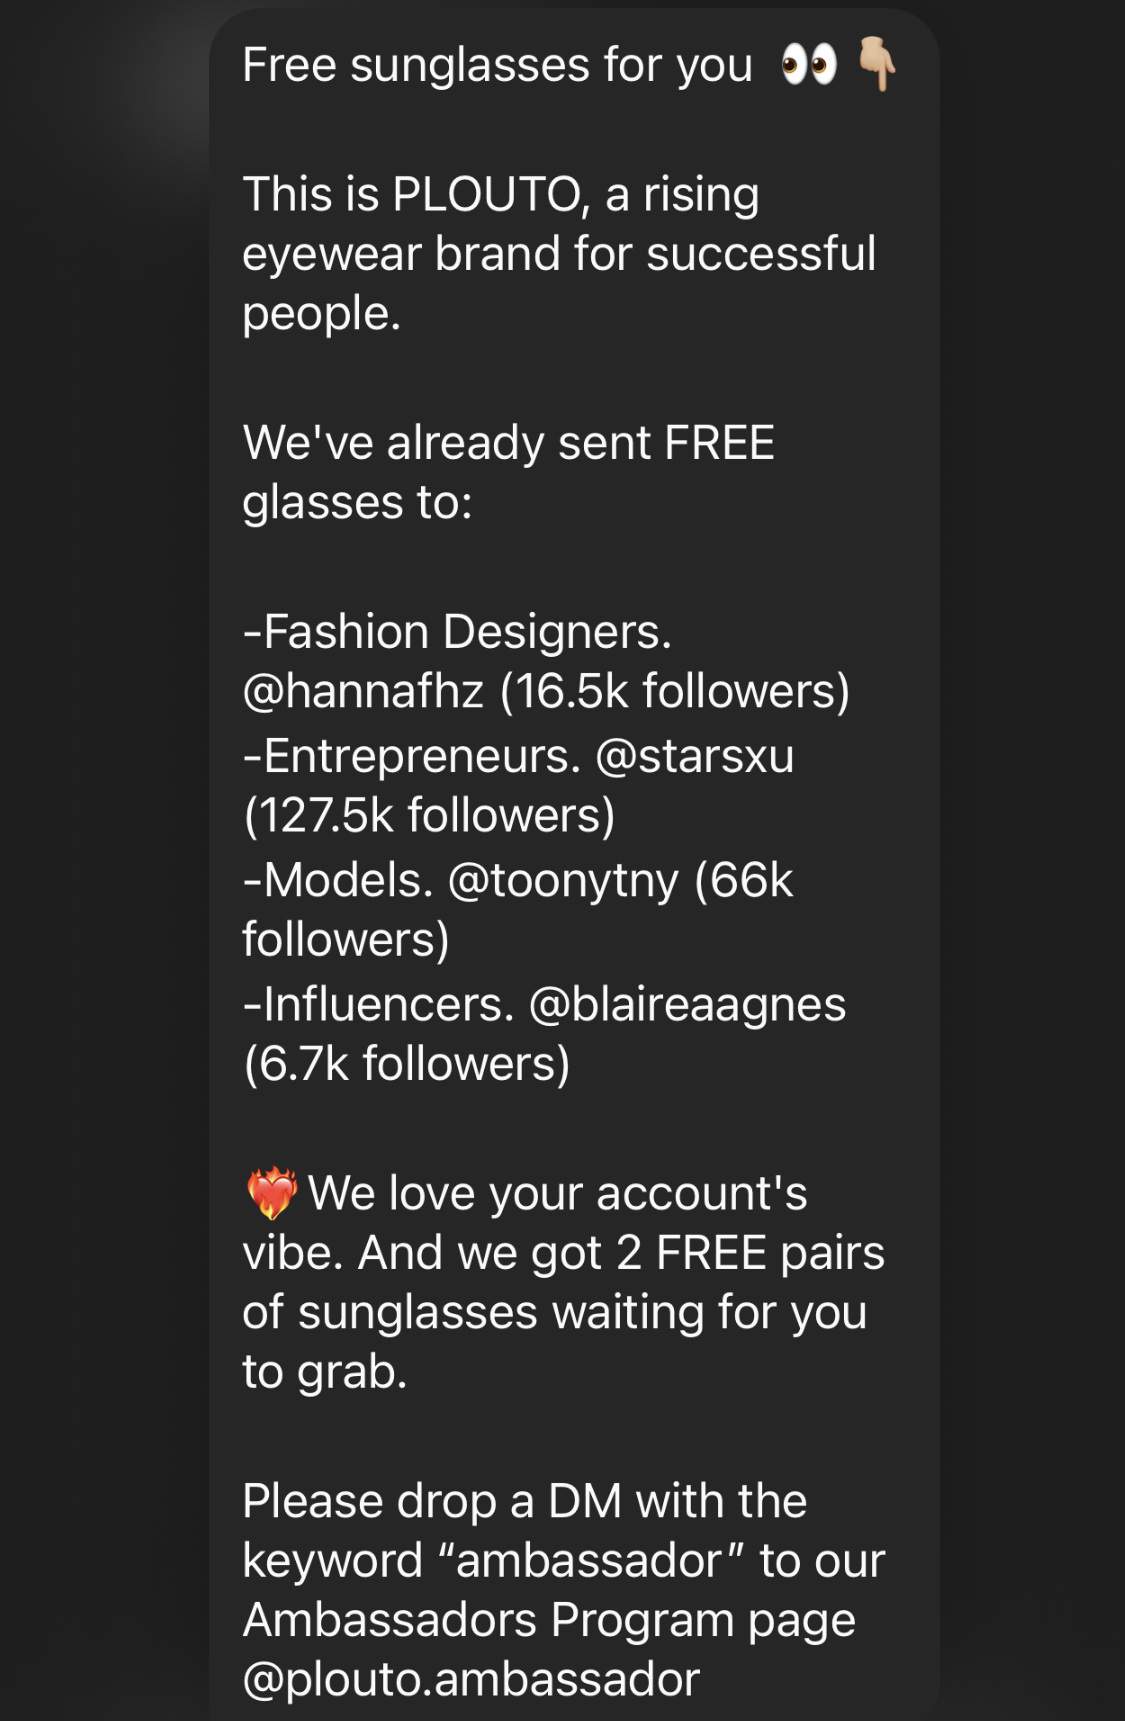 Free sunglasses for you 👀👇🏼
This is PLOUTO, a rising
eyewear brand for successful
people.
We've already sent FREE
glasses to:
-Fashion Designers.
@hannafhz (16.5k followers)
-Entrepreneurs. @starsxu
(127.5k followers)
-Models. @toonytny (66k
followers)
-Influencers. @blaireaagnes
(6.7k followers)
❤️‍🔥We love your account's
vibe. And we got 2 FREE pairs
of sunglasses waiting for you
to grab.
Please drop a DM with the
keyword “ambassador” to our
Ambassadors Program page
@plouto.ambassador